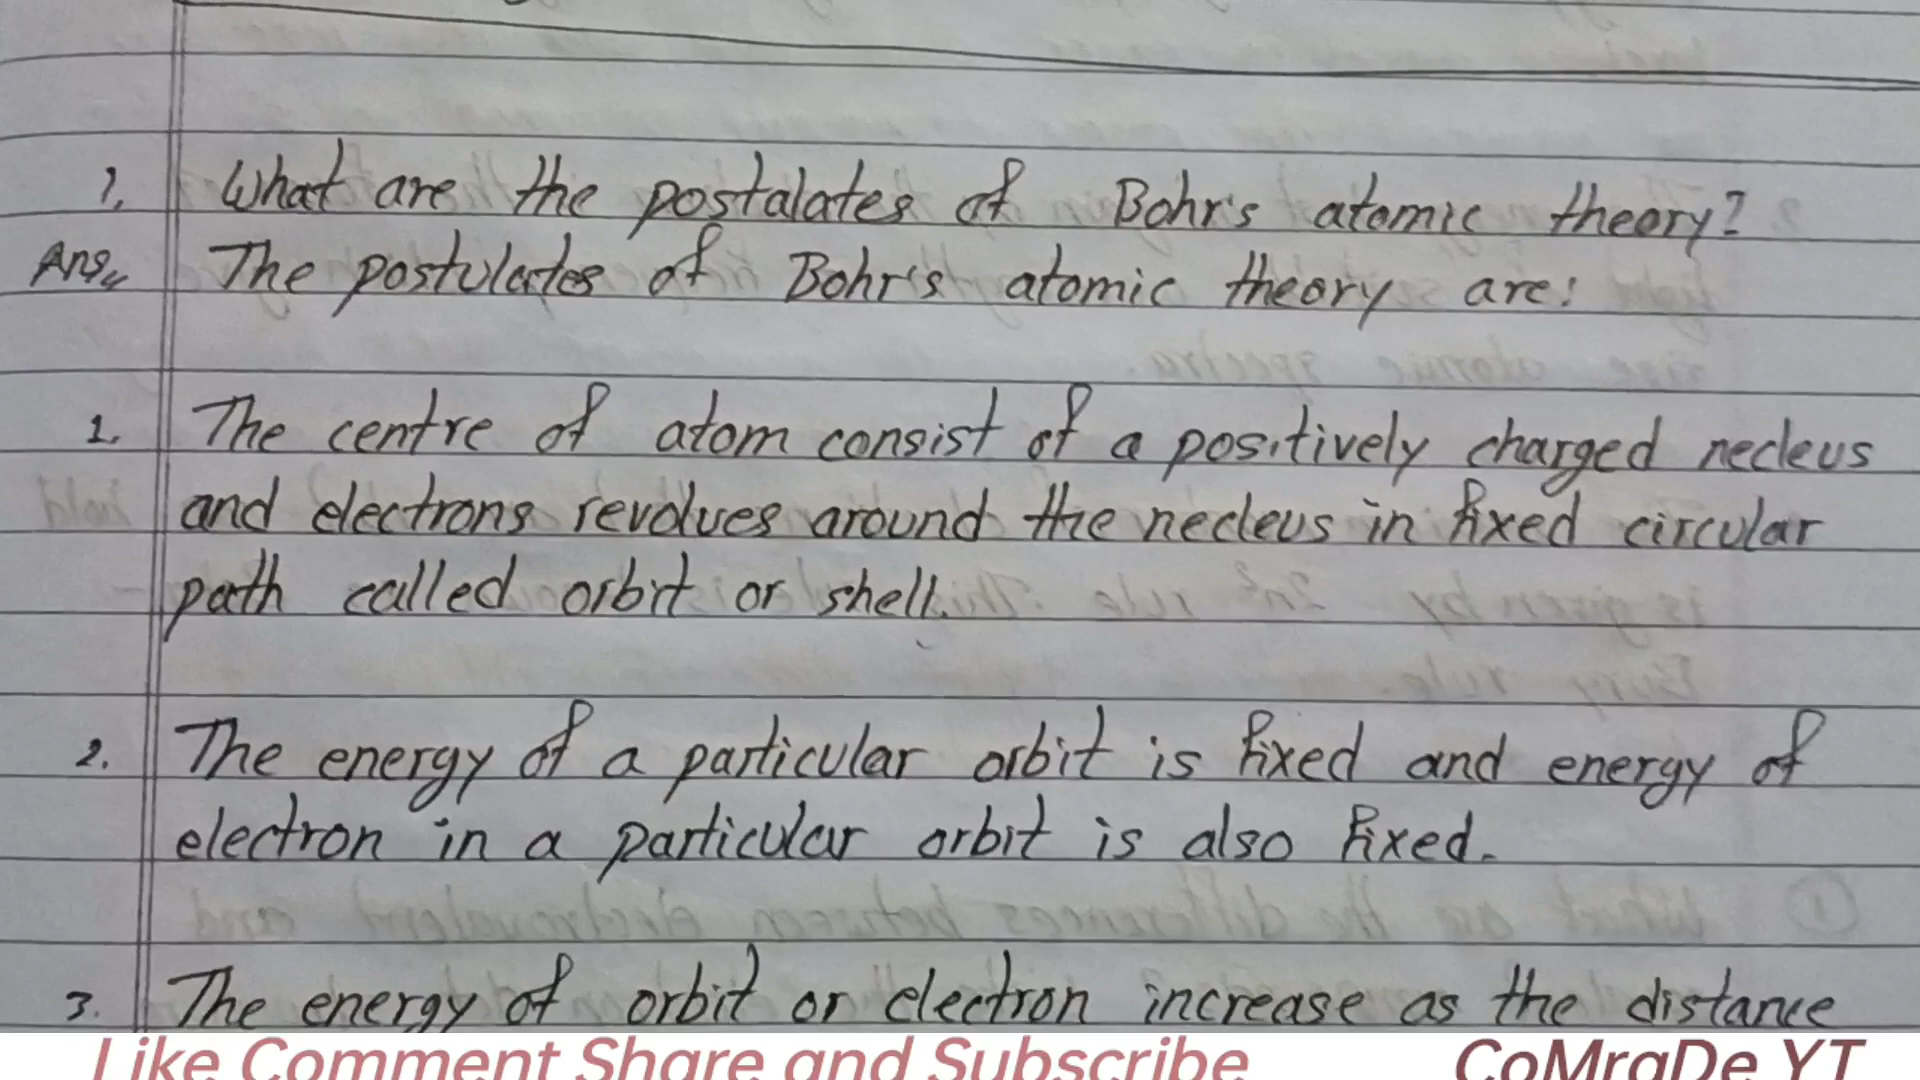 1. What are the postalates of Bohr's atomic theory?
Ans, The postulates of Bohr's atomic theory are:
1. The centre of atom consist of a positively charged necleus
and electrons revolves around the necleus in fixed circular
path called orbit or shell.
2. The energy of a particular orbit is fixed and energy of
electron in a particular orbit is also fixed.
3. The energy of orbit or electron increase as the distance
Like Comment Share and Subscribe CoMraDe YT